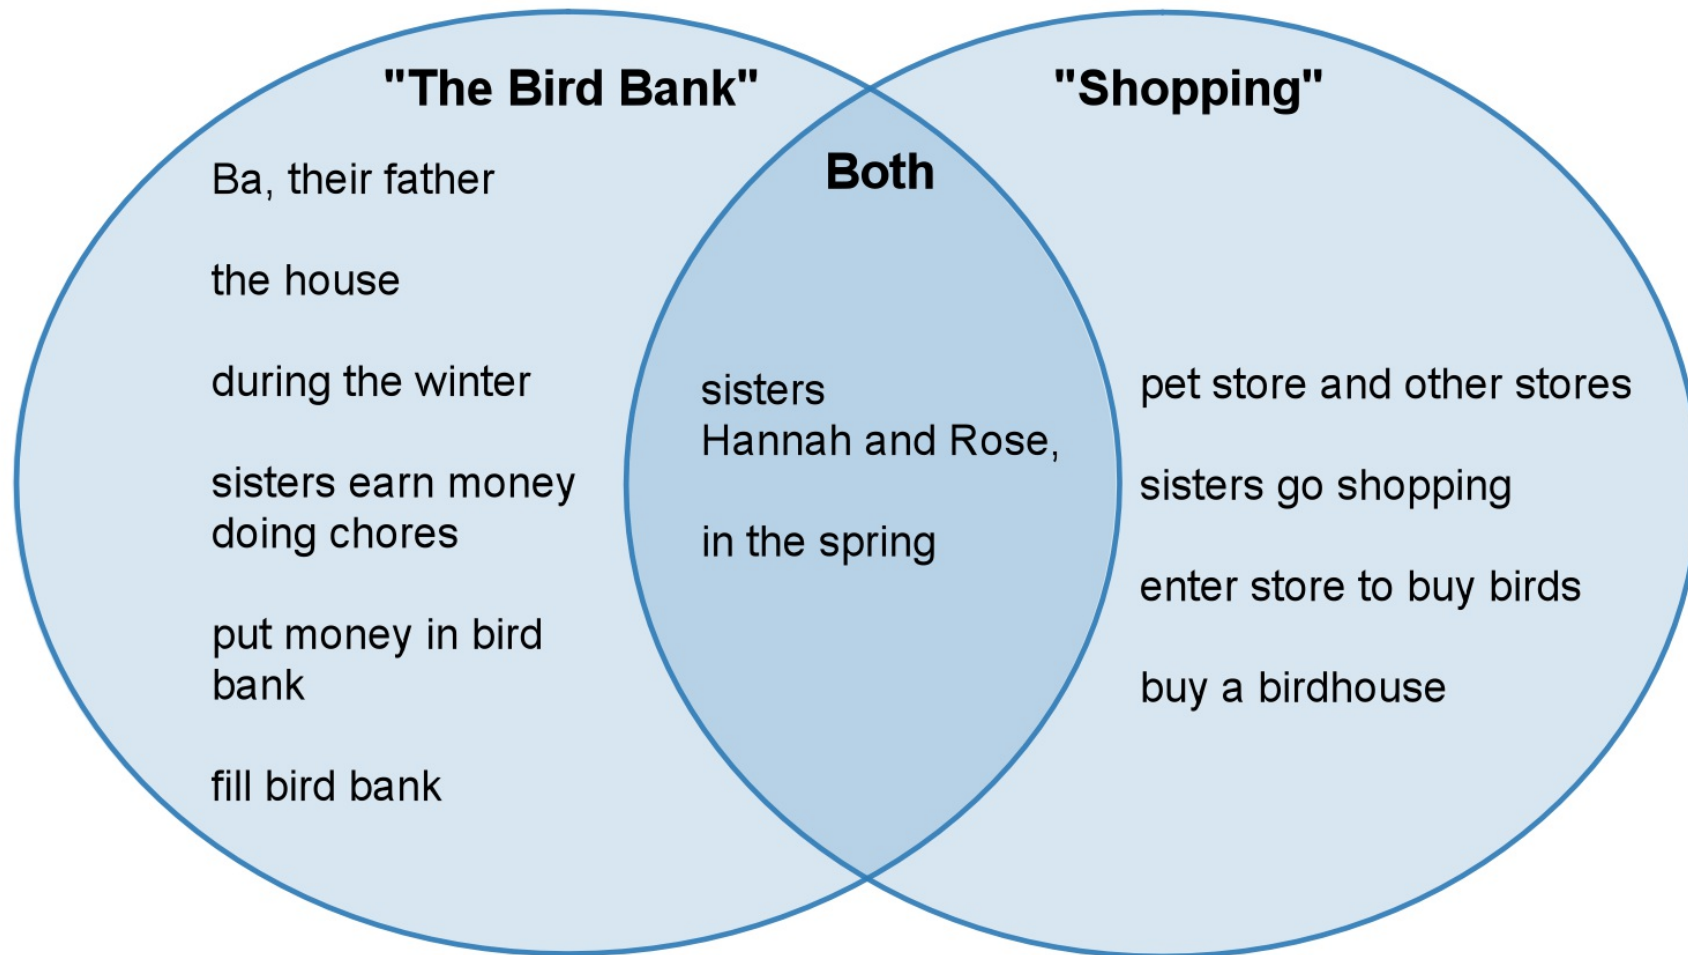 "The Bird Bank"
Ba, their father
the house
during the winter
sisters earn money
doing chores
put money in bird
bank
fill bird bank
Both
sisters
Hannah and Rose,
in the spring
"Shopping"
pet store and other stores
sisters go shopping
enter store to buy birds
buy a birdhouse